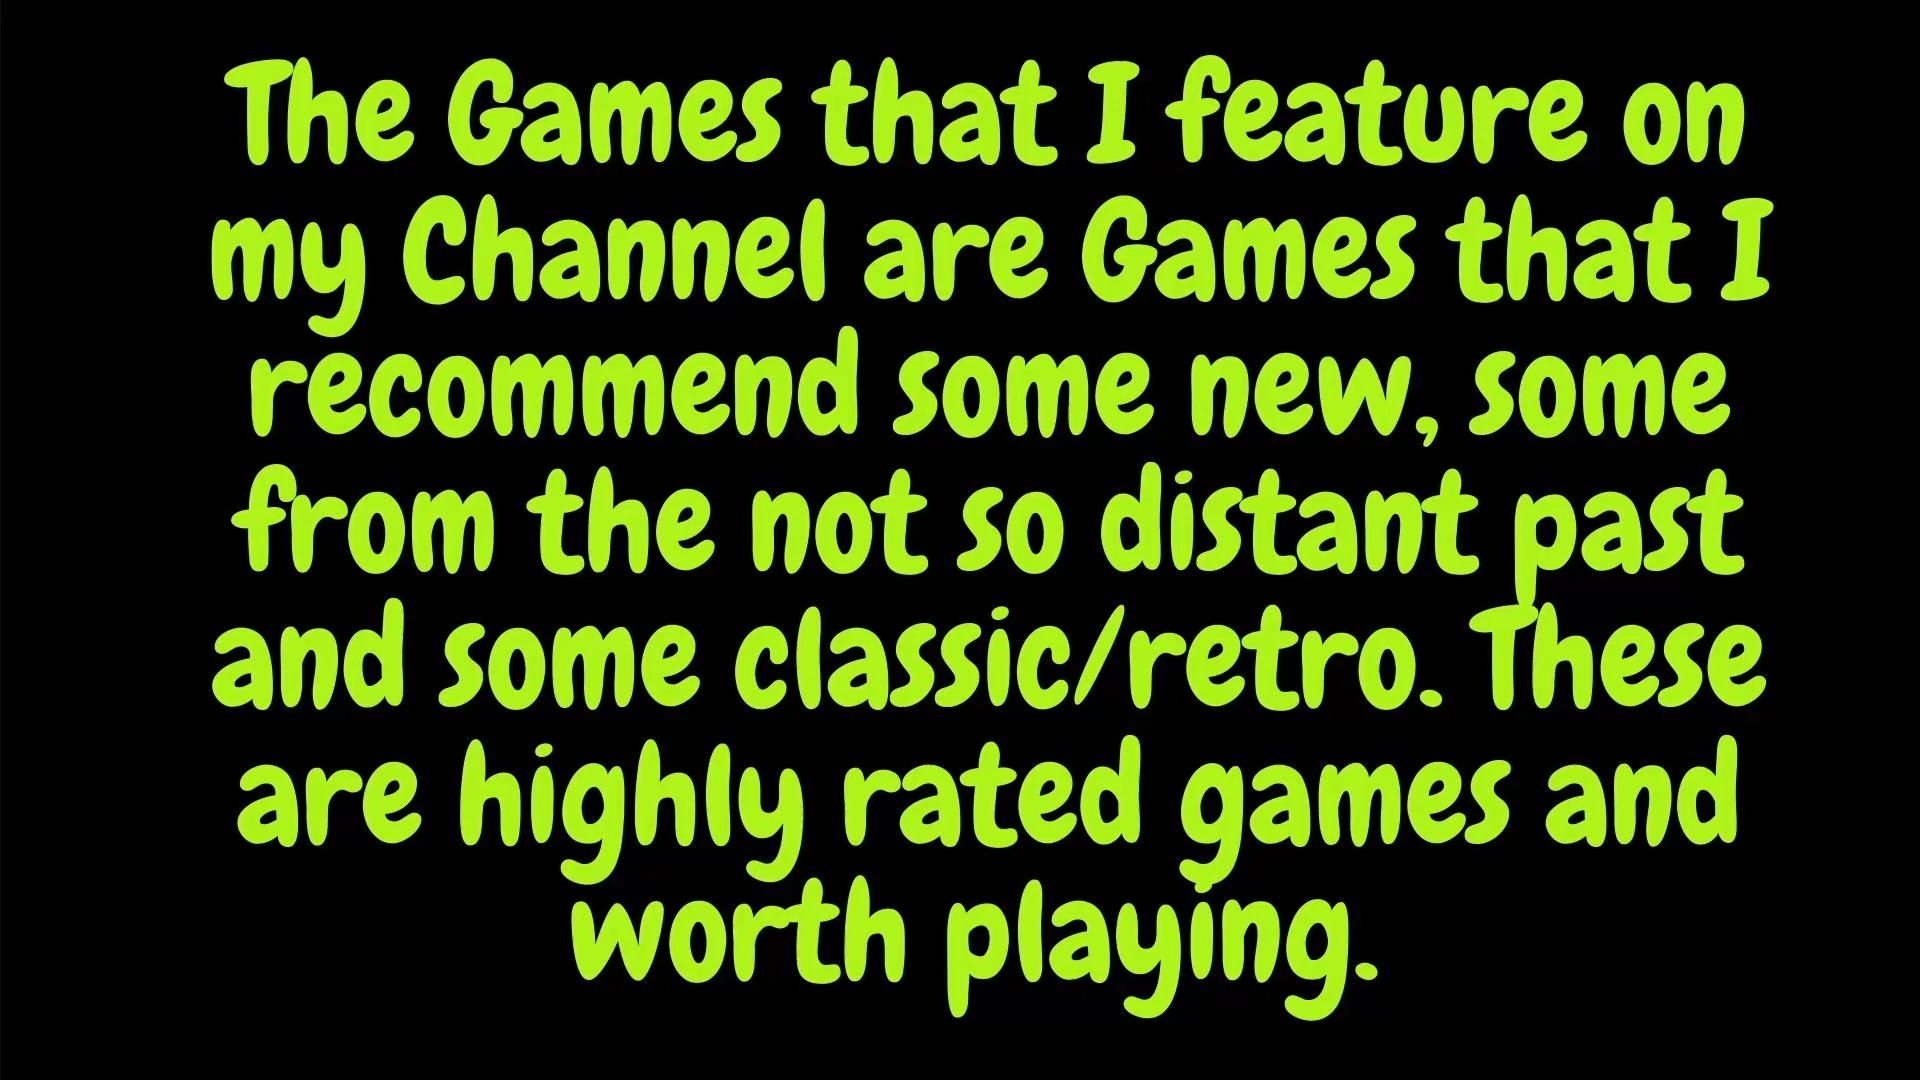 The Games that I feature on
my Channel are Games that I
recommend some new, some
from the not so distant past
and some classic/retro. These
are highly rated games and
worth playing.